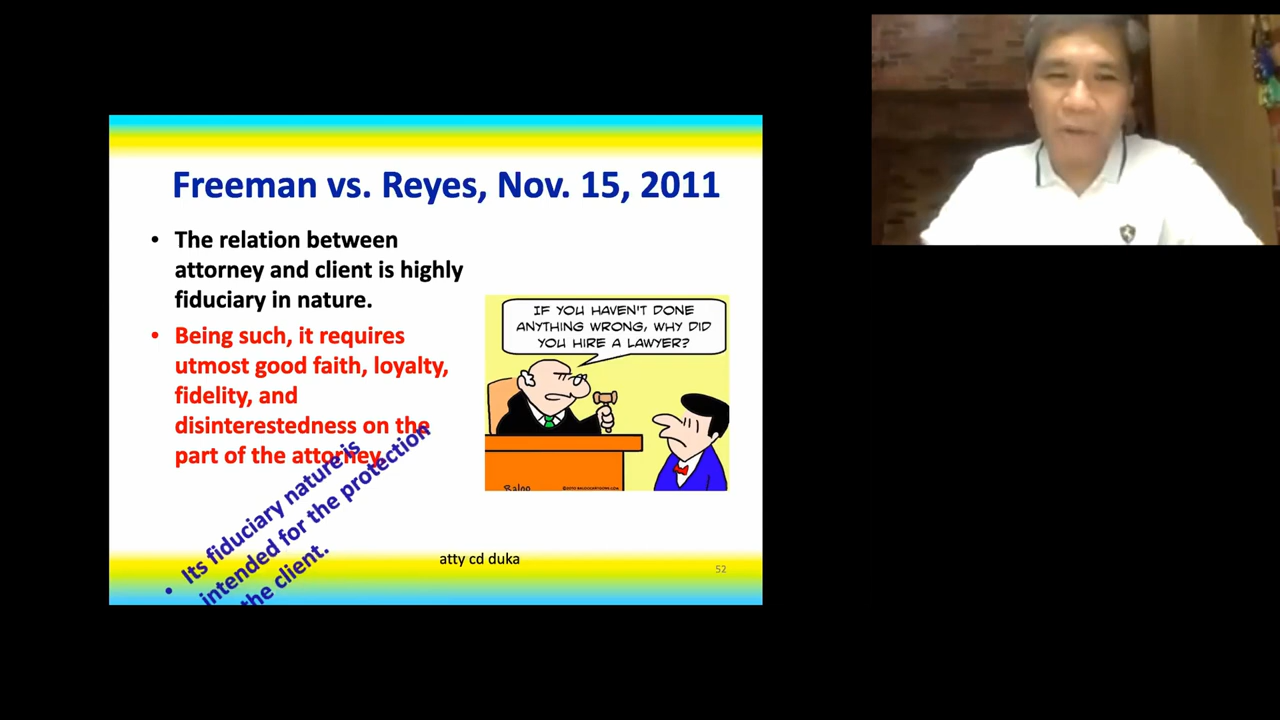 Freeman vs. Reyes, Nov. 15, 2011
• The relation between
attorney and client is highly
fiduciary in nature.
• Being such, it requires
utmost good faith, loyalty,
fidelity, and
disinterestedness on the
part of the attorney.
• Its fiduciary nature is
intended for the protection
the client.
IF YOU HAVEN'T DONE
ANYTHING WRONG, WHY DID
YOU HIRE A LAWYER?
Baloo
atty cd duka
52